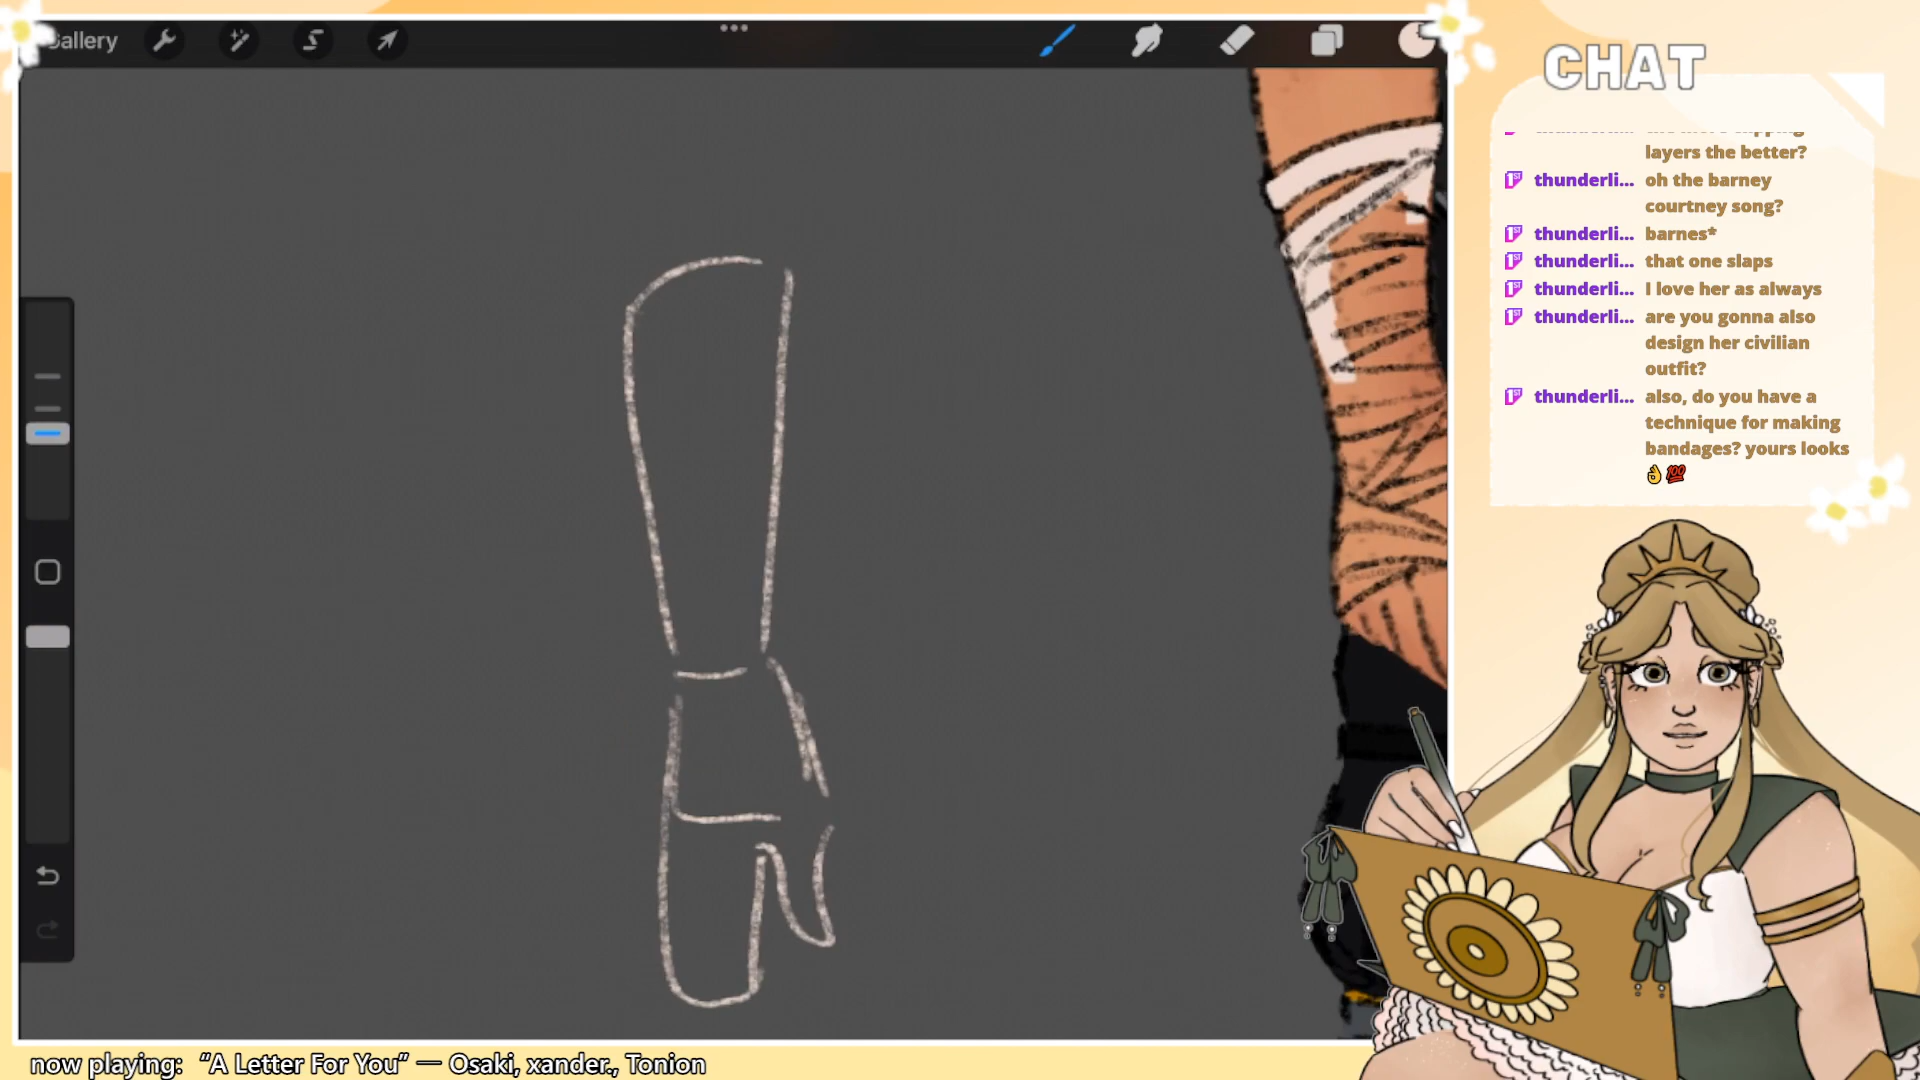 Gallery
CHAT
layers the better?
thunderli... oh the barney
courtney song?
thunderli... barnes*
thunderli... that one slaps
thunderli... I love her as always
thunderli... are you gonna also
design her civilian
outfit?
thunderli... also, do you have a
technique for making
bandages? yours looks
👌💯
now playing: “A Letter For You” — Osaki, xander., Tonion